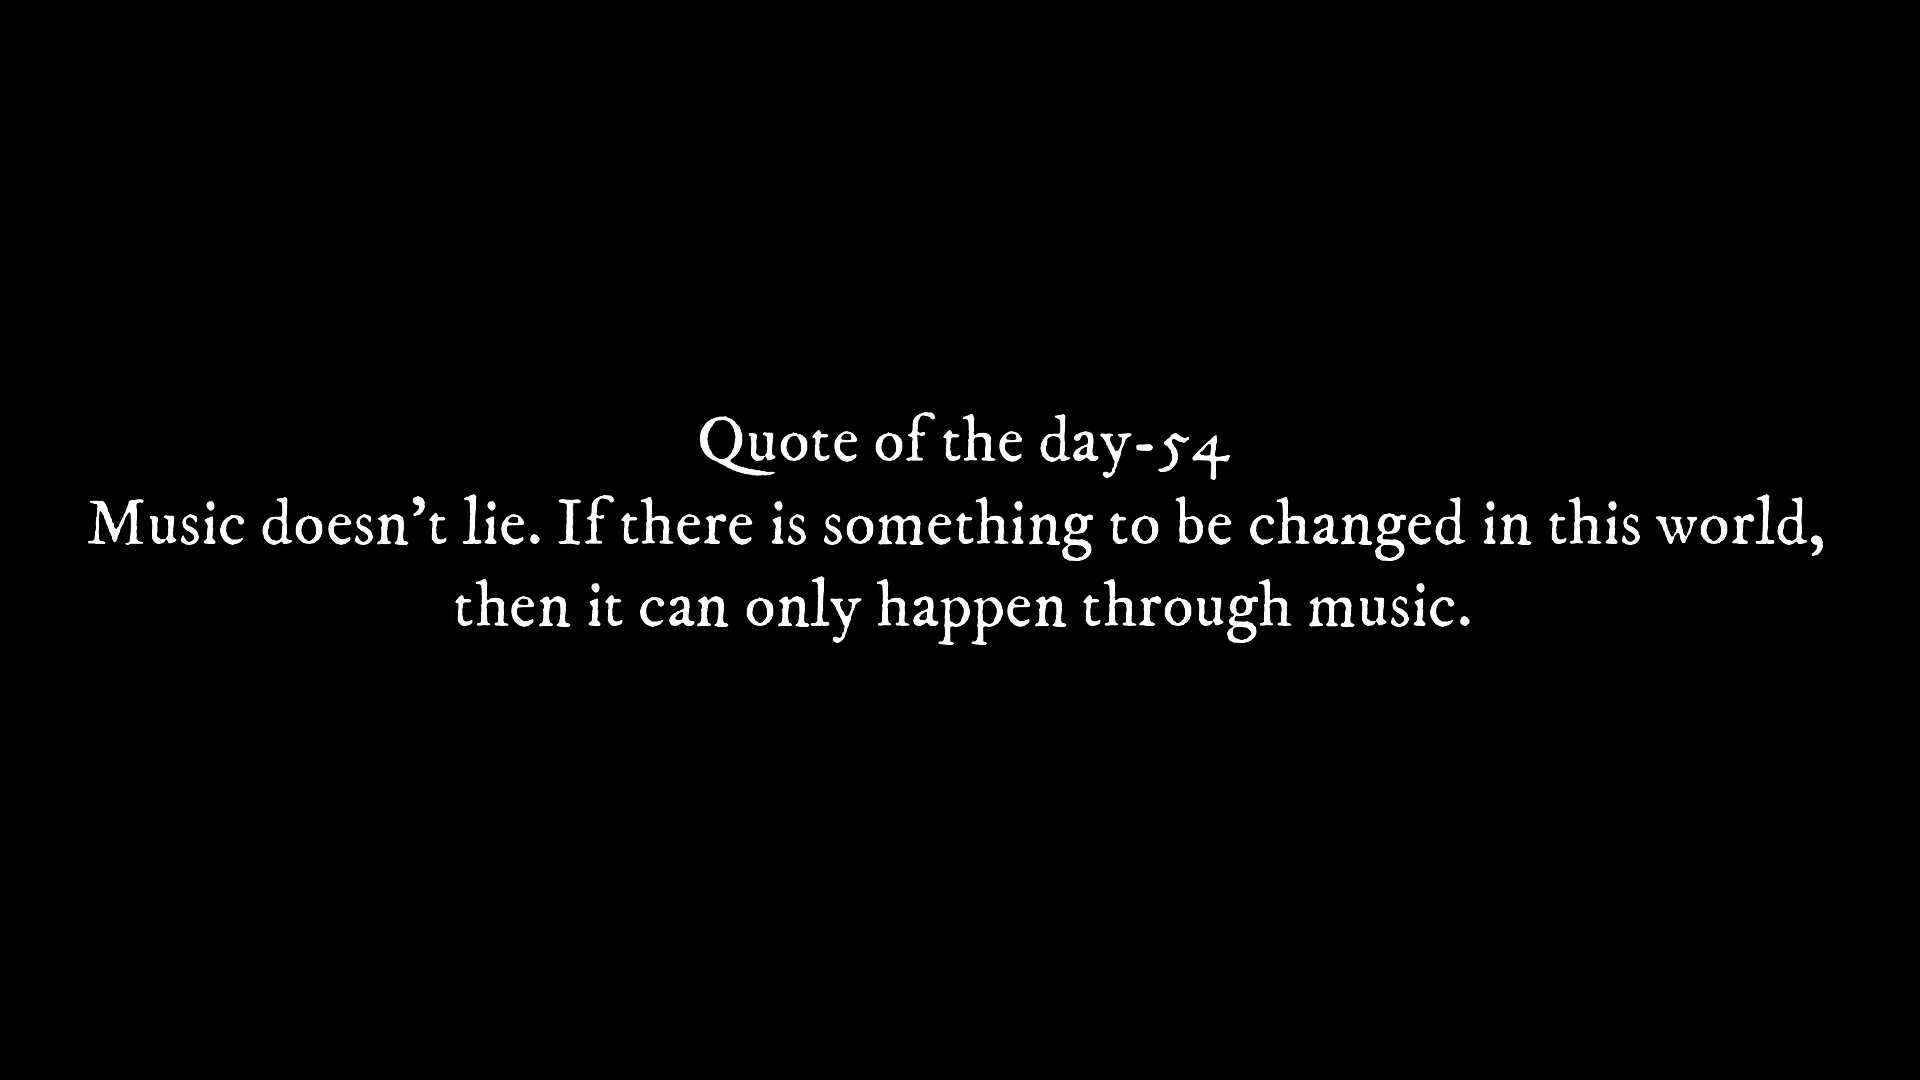 Quote of the day-54
Music doesn't lie. If there is something to be changed in this world,
then it can only happen through music.